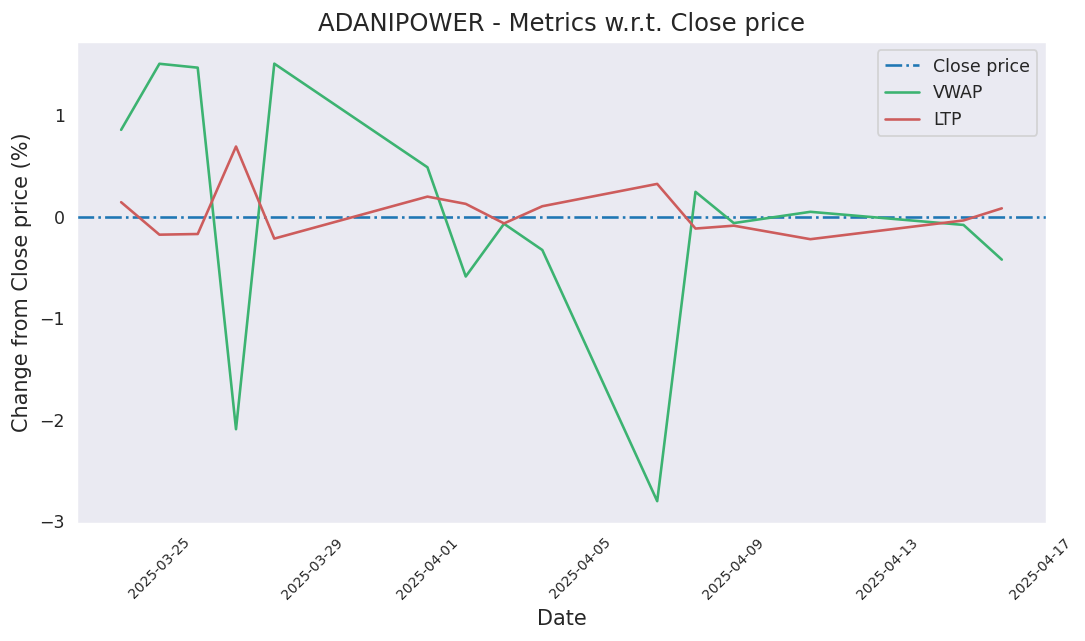 ADANIPOWER - Metrics w.r.t. Close price
Change from Close price (%)
1
0
−1
−2
−3
Close price
VWAP
LTP
2025-03-25
2025-03-29
2025-04-01
2025-04-05
2025-04-09
2025-04-13
2025-04-17
Date